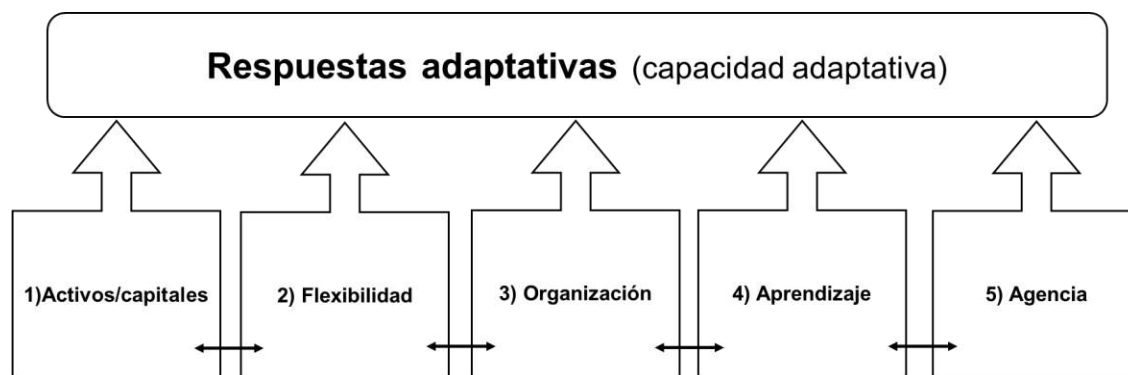 Respuestas adaptativas (capacidad adaptativa)
1)Activos/capitales
2) Flexibilidad
3) Organización
4) Aprendizaje
5) Agencia